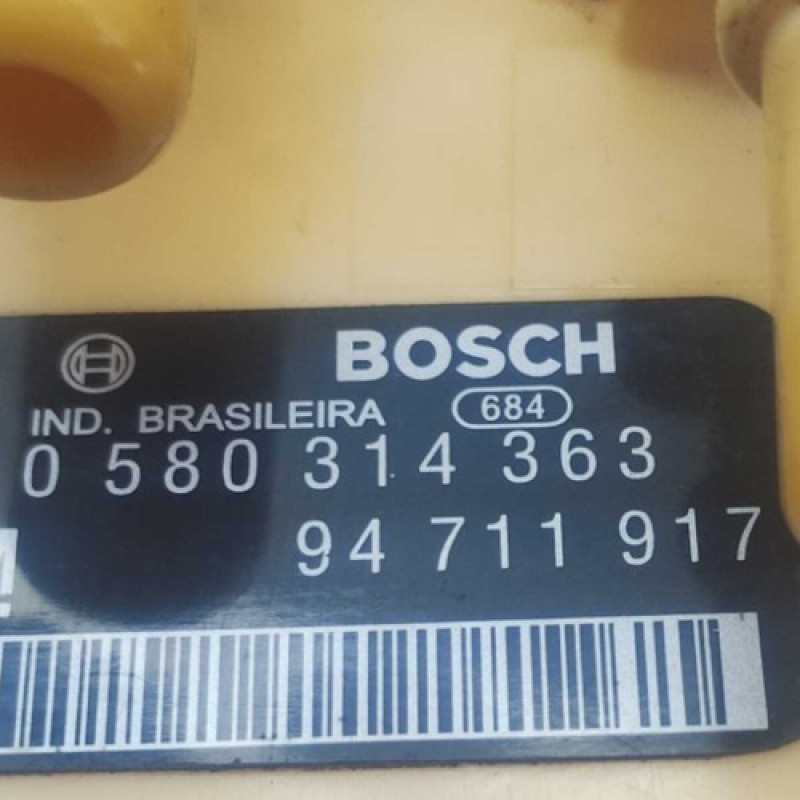 BOSCH
IND. BRASILEIRA 684
0 580 314 363
94 711 917